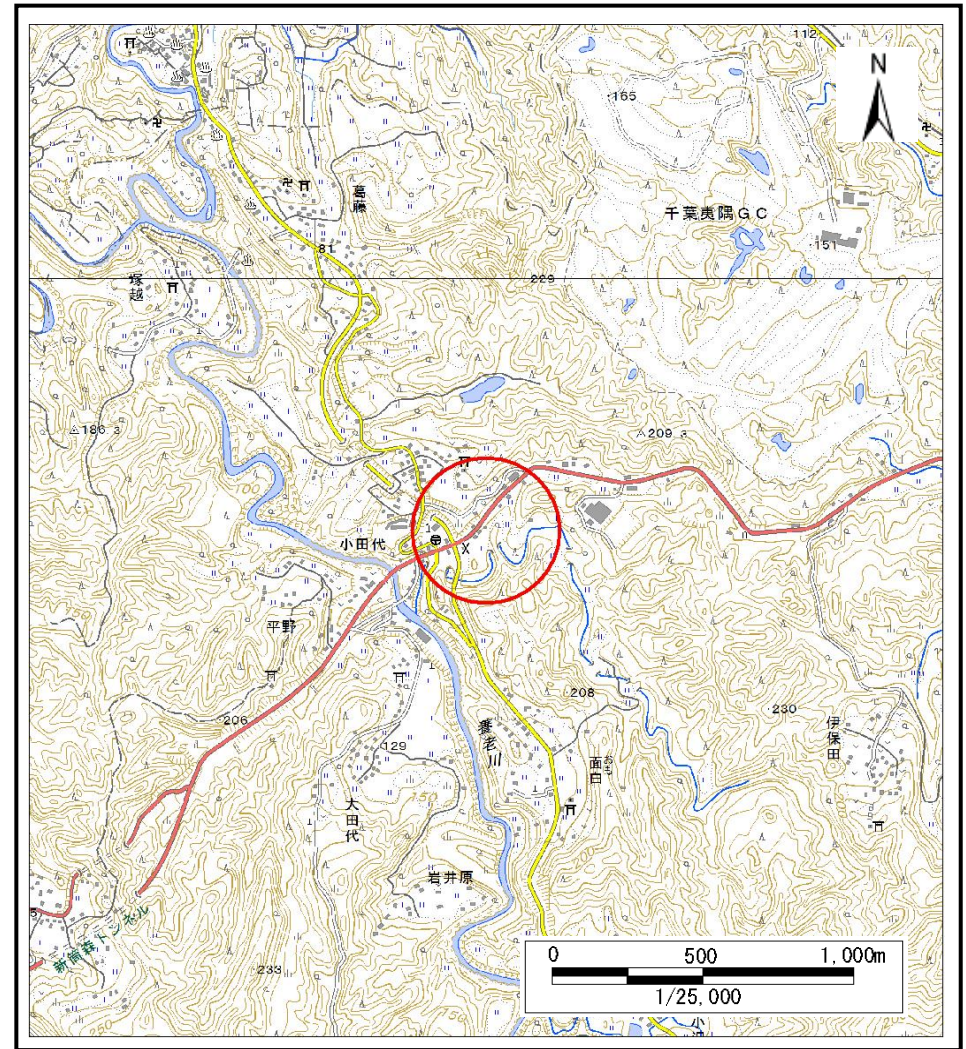 112
N
165
葛藤
千葉夷隅GC
151
81
229
塚越
186.3
209.3
小田代
X
平野
208
206
230
養老川
伊保田
129
おも
面白
150
大田代
岩井原
新筒森トンネル
233
0 500 1,000m
1/25,000